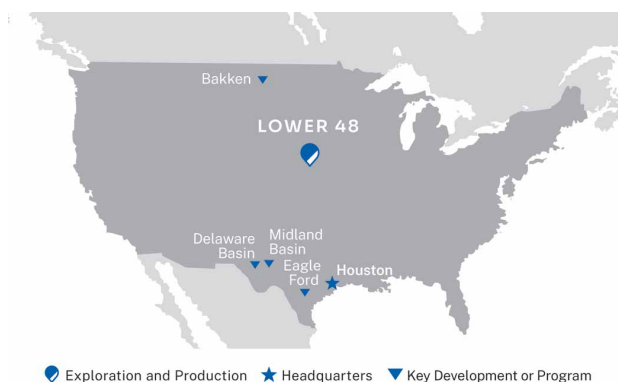 Bakken
LOWER 48
Delaware
Basin
Midland
Basin
Eagle
Ford
Houston
Exploration and Production
Headquarters
Key Development or Program